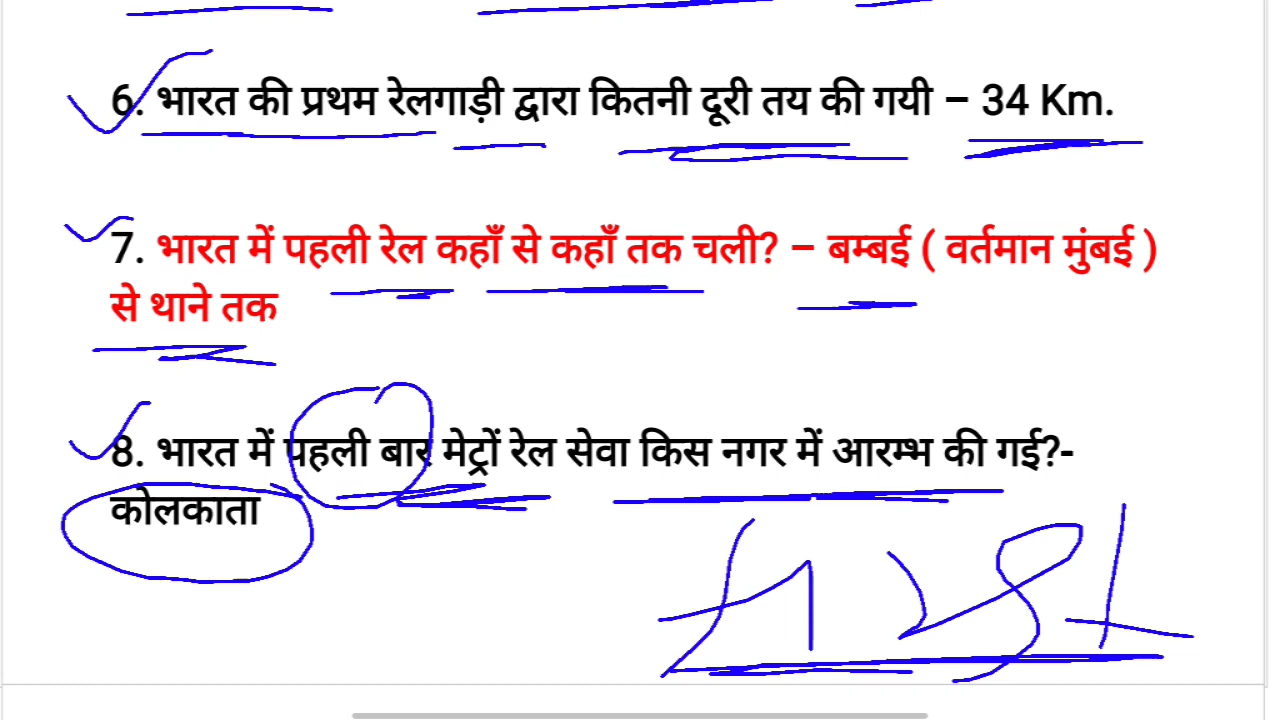 6. भारत की प्रथम रेलगाड़ी द्वारा कितनी दूरी तय की गयी – 34 Km.
7. भारत में पहली रेल कहाँ से कहाँ तक चली? – बम्बई ( वर्तमान मुंबई )
से थाने तक
8. भारत में पहली बार मेट्रों रेल सेवा किस नगर में आरम्भ की गई?-
कोलकाता